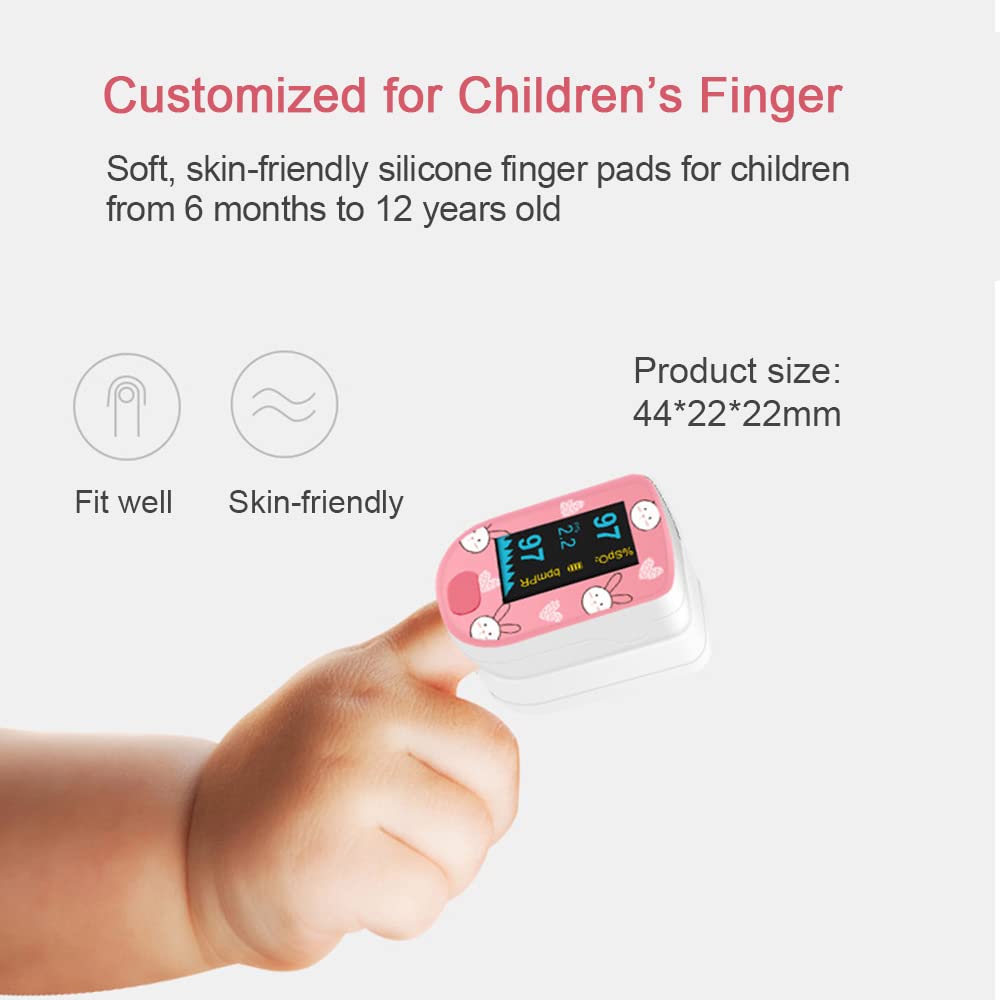 Customized for Children's Finger
Soft, skin-friendly silicone finger pads for children
from 6 months to 12 years old
Product size:
44*22*22mm
Fit well
Skin-friendly
97
%SpO₂
2.2
97
bpmPR